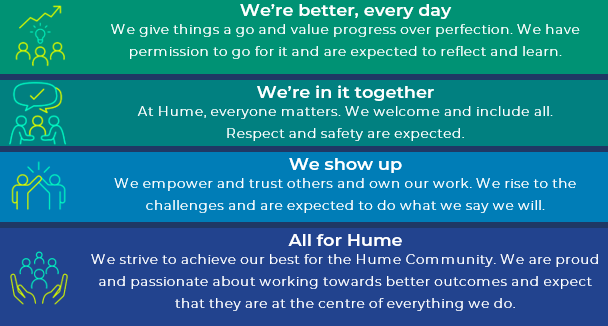 We're better, every day
We give things a go and value progress over perfection. We have
permission to go for it and are expected to reflect and learn.
We're in it together
At Hume, everyone matters. We welcome and include all.
Respect and safety are expected.
We show up
We empower and trust others and own our work. We rise to the
challenges and are expected to do what we say we will.
All for Hume
We strive to achieve our best for the Hume Community. We are proud
and passionate about working towards better outcomes and expect
that they are at the centre of everything we do.